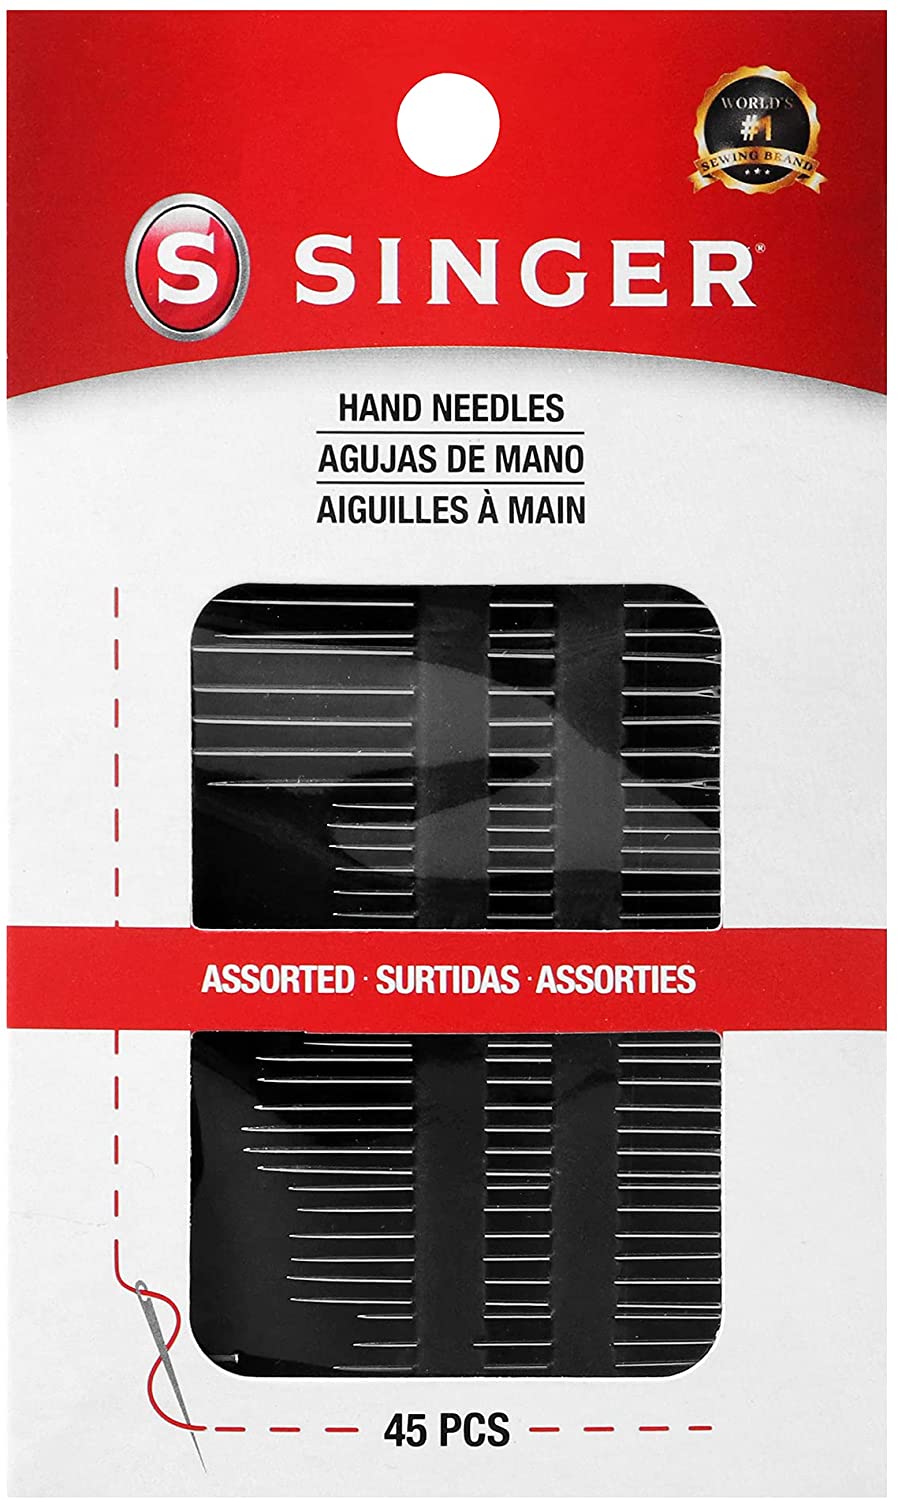 WORLD'S
#1
SEWING BRAND
S SINGER®
HAND NEEDLES
AGUJAS DE MANO
AIGUILLES À MAIN
ASSORTED · SURTIDAS · ASSORTIES
45 PCS